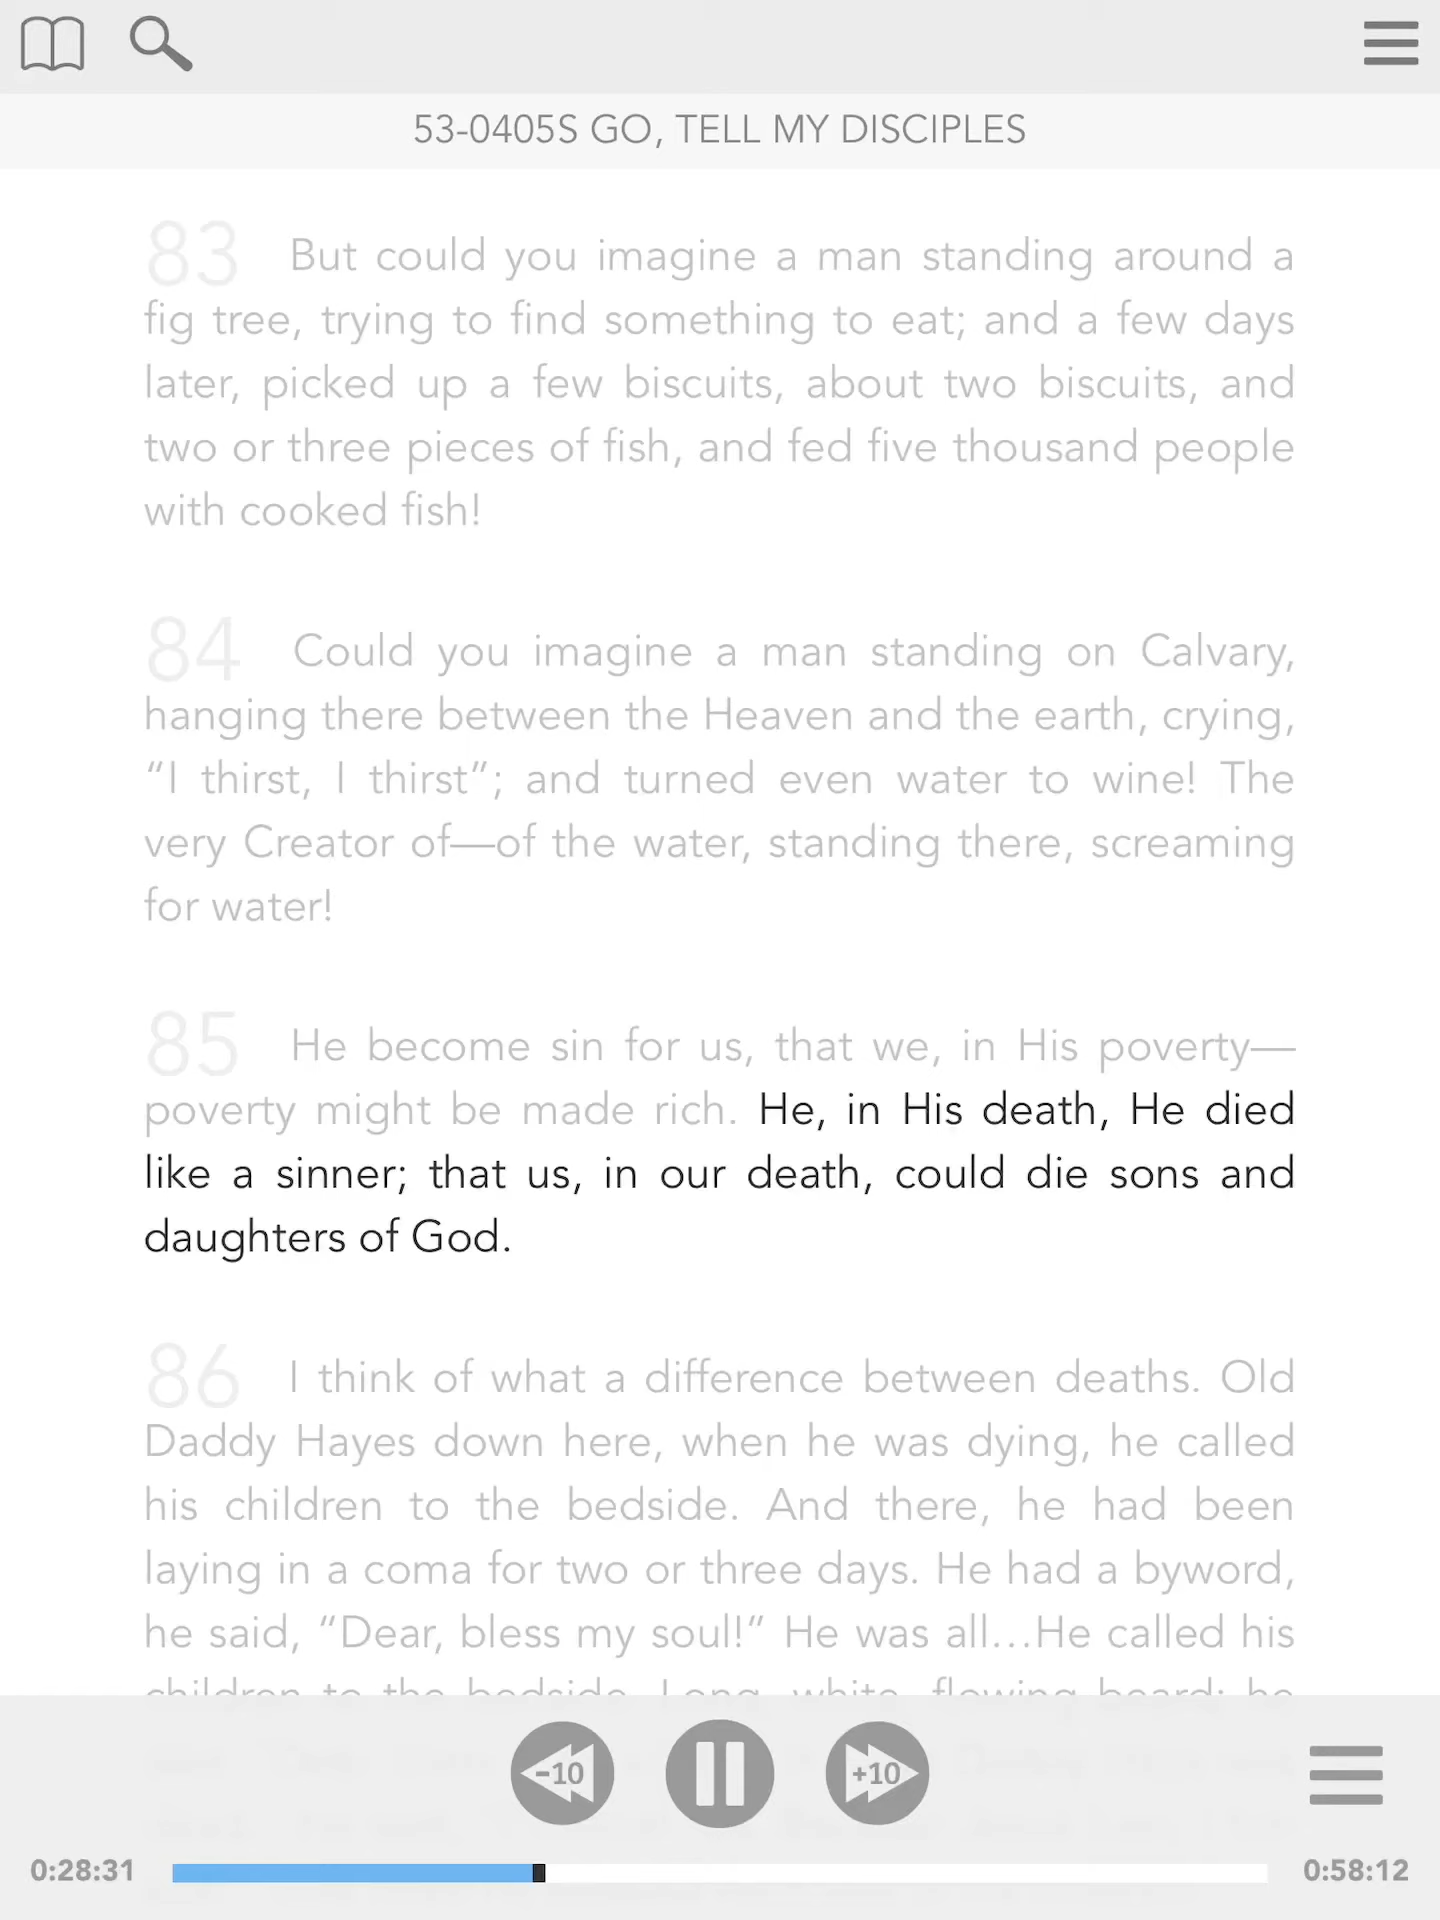 53-0405S GO, TELL MY DISCIPLES
83 But could you imagine a man standing around a
fig tree, trying to find something to eat; and a few days
later, picked up a few biscuits, about two biscuits, and
two or three pieces of fish, and fed five thousand people
with cooked fish!
84 Could you imagine a man standing on Calvary,
hanging there between the Heaven and the earth, crying,
“I thirst, I thirst”; and turned even water to wine! The
very Creator of—of the water, standing there, screaming
for water!
85 He become sin for us, that we, in His poverty—
poverty might be made rich. He, in His death, He died
like a sinner; that us, in our death, could die sons and
daughters of God.
86 I think of what a difference between deaths. Old
Daddy Hayes down here, when he was dying, he called
his children to the bedside. And there, he had been
laying in a coma for two or three days. He had a byword,
he said, “Dear, bless my soul!” He was all…He called his
children to the bedside. Long, white, flowing beard; he
-10 +10
0:28:31 0:58:12